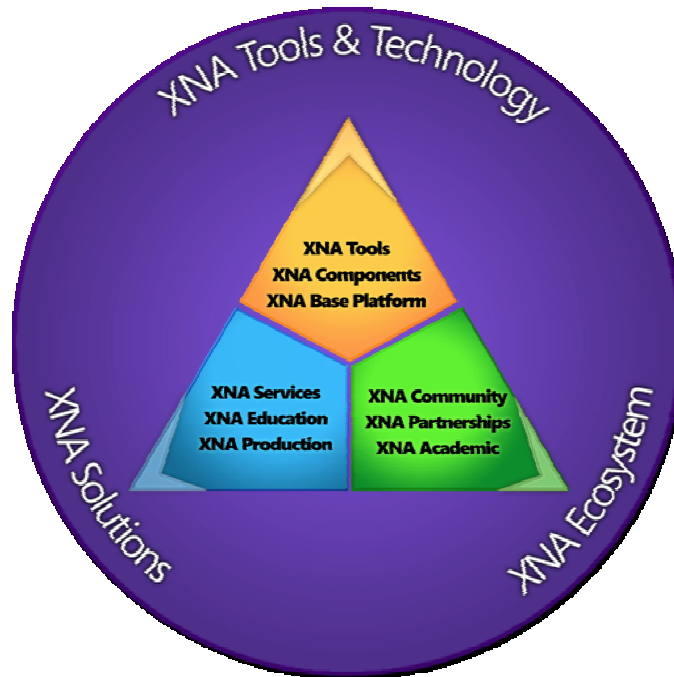 XNA Tools & Technology
XNA Tools
XNA Components
XNA Base Platform
XNA Services
XNA Education
XNA Production
XNA Community
XNA Partnerships
XNA Academic
XNA Solutions
XNA Ecosystem